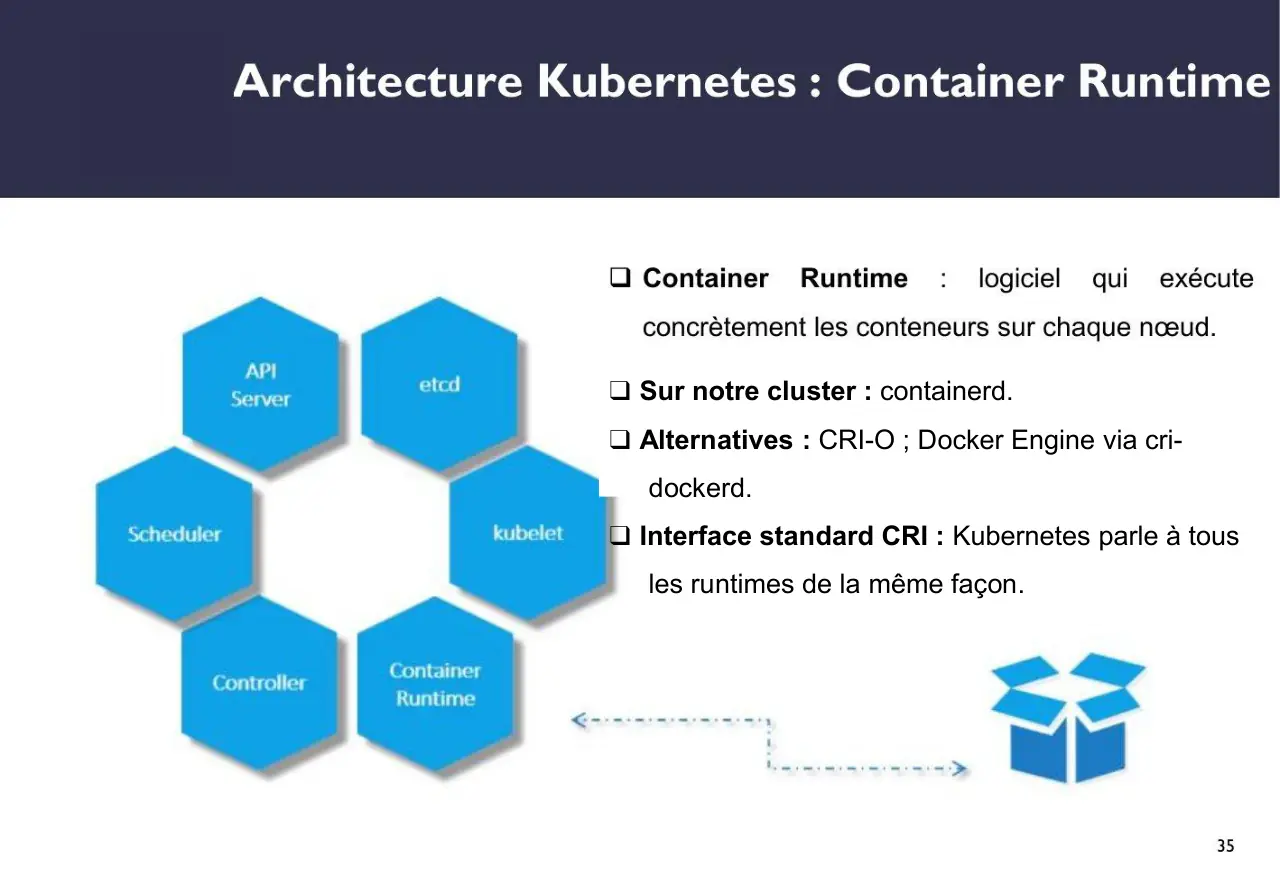 Architecture Kubernetes : Container Runtime
❑ Container Runtime : logiciel qui exécute
concrètement les conteneurs sur chaque nœud.
❑ Sur notre cluster : containerd.
❑ Alternatives : CRI-O ; Docker Engine via cri-
dockerd.
❑ Interface standard CRI : Kubernetes parle à tous
les runtimes de la même façon.
API
Server
etcd
Scheduler
kubelet
Controller
Container
Runtime
35